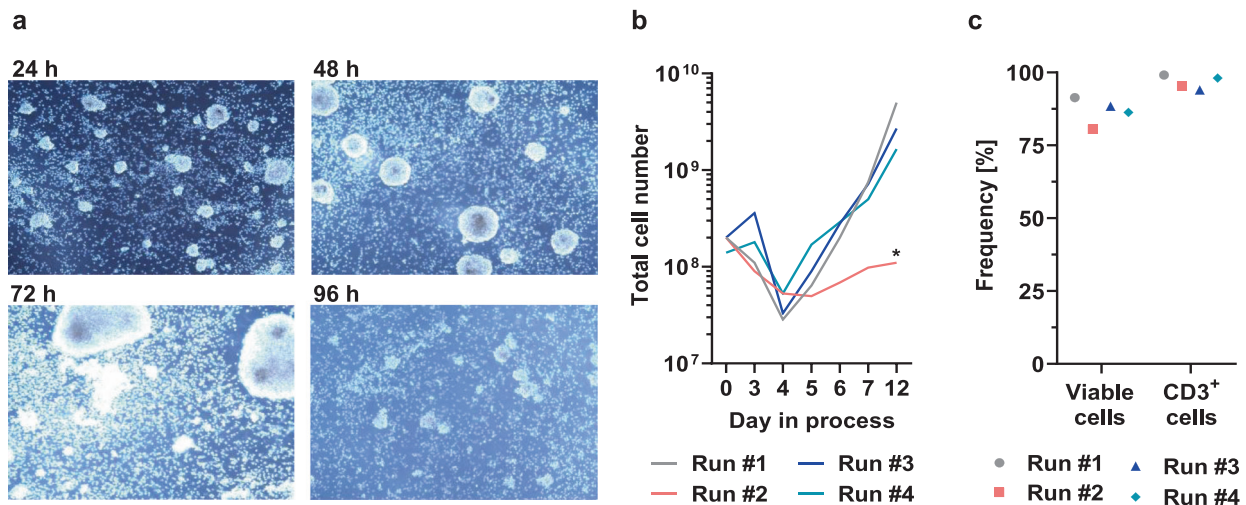 a
24 h
48 h
72 h
96 h
b
Total cell number
10¹⁰
10⁹
10⁸
10⁷
*
0 3 4 5 6 7 12
Day in process
Run #1
Run #2
Run #3
Run #4
c
Frequency [%]
100
75
50
25
0
Viable
cells
CD3⁺
cells
Run #1
Run #2
Run #3
Run #4